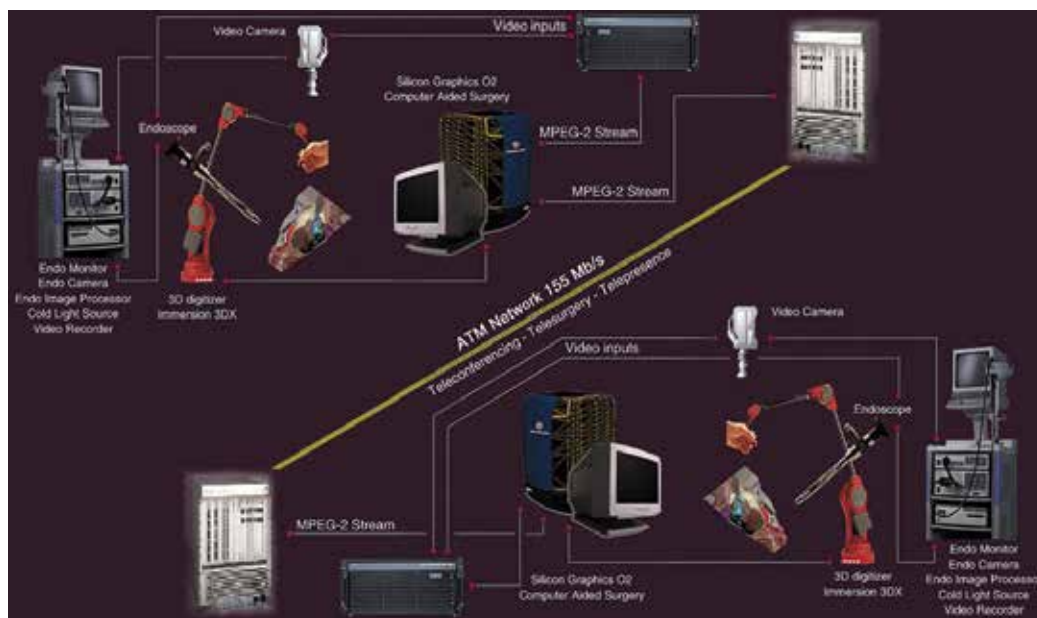 Video Camera
Video inputs
Silicon Graphics O2
Computer Aided Surgery
Endoscope
MPEG-2 Stream
MPEG-2 Stream
Endo Monitor
Endo Camera
Endo Image Processor
Cold Light Source
Video Recorder
3D digitizer
Immersion 3DX
ATM Network 155 Mb/s
Teleconferencing - Telesurgery - Telepresence
Video Camera
Video inputs
Endoscope
MPEG-2 Stream
Silicon Graphics O2
Computer Aided Surgery
3D digitizer
Immersion 3DX
Endo Monitor
Endo Camera
Endo Image Processor
Cold Light Source
Video Recorder